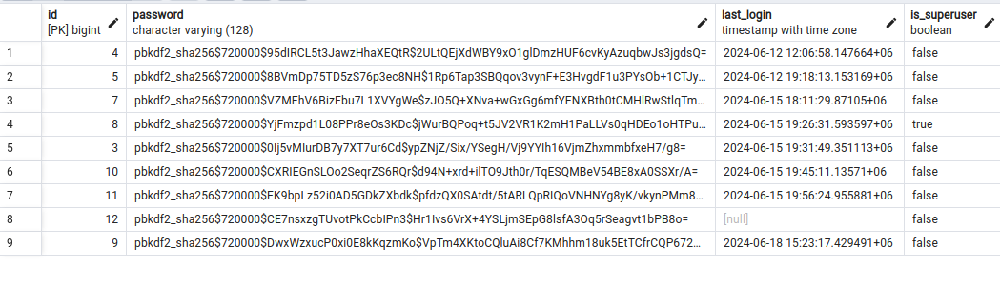 id password last_login is_superuser
[PK] bigint character varying (128) timestamp with time zone boolean
1 4 pbkdf2_sha256$720000$95dIRCL5t3JawzHhaXEQtR$2ULtQEjXdWBY9xO1glDmzHUF6cvKyAzuqbwJs3jgdsQ= 2024-06-12 12:06:58.147664+06 false
2 5 pbkdf2_sha256$720000$8BVmDp75TD5zS76p3ec8NH$1Rp6Tap3SBQqov3vynF+E3HvgdF1u3PYsOb+1CTJy… 2024-06-12 19:18:13.153169+06 false
3 7 pbkdf2_sha256$720000$VZMEhV6BizEbu7L1XVYgWe$zJO5Q+XNva+wGxGg6mfYENXBth0tCMHlRwStlqTm… 2024-06-15 18:11:29.87105+06 false
4 8 pbkdf2_sha256$720000$YjFmzpd1L08PPr8eOs3KDc$jWurBQPoq+t5JV2VR1K2mH1PaLLVs0qHDEo1oHTPu… 2024-06-15 19:26:31.593597+06 true
5 3 pbkdf2_sha256$720000$0Ij5vMIurDB7y7XT7ur6Cd$ypZNjZ/Six/YSegH/Vj9YYIh16VjmZhxmmbfxeH7/g8= 2024-06-15 19:31:49.351113+06 false
6 10 pbkdf2_sha256$720000$CXRIEGnSLOo2SeqrZS6RQr$d94N+xrd+ilTO9Jth0r/TqESQMBeV54BE8xA0SSXr/A= 2024-06-15 19:45:11.13571+06 false
7 11 pbkdf2_sha256$720000$EK9bpLz52i0AD5GDkZXbdk$pfdzQX0SAtdt/5tARLQpRIQoVNHNYg8yK/vkynPMm8… 2024-06-15 19:56:24.955881+06 false
8 12 pbkdf2_sha256$720000$CE7nsxzgTUvotPkCcbIPn3$Hr1Ivs6VrX+4YSLjmSEpG8lsfA3Oq5rSeagvt1bPB8o= [null] false
9 9 pbkdf2_sha256$720000$DwxWzxucP0xi0E8kKqzmKo$VpTm4XKtoCQluAi8Cf7KMhhm18uk5EtTCfrCQP672… 2024-06-18 15:23:17.429491+06 false